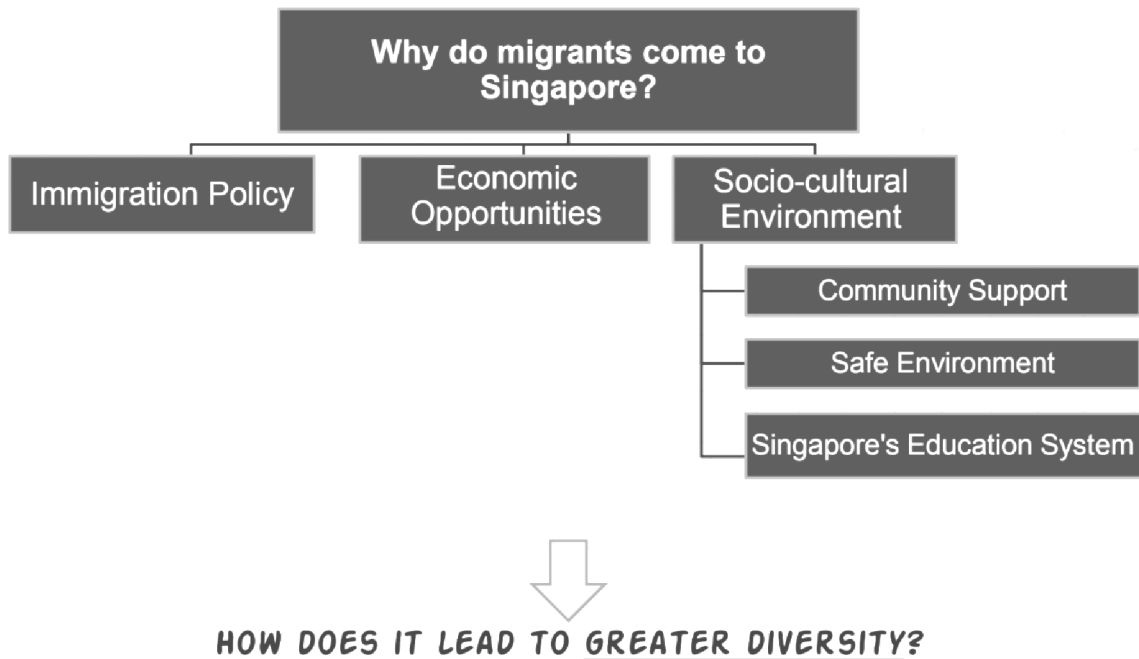 Why do migrants come to
Singapore?
Immigration Policy
Economic
Opportunities
Socio-cultural
Environment
Community Support
Safe Environment
Singapore's Education System
HOW DOES IT LEAD TO GREATER DIVERSITY?